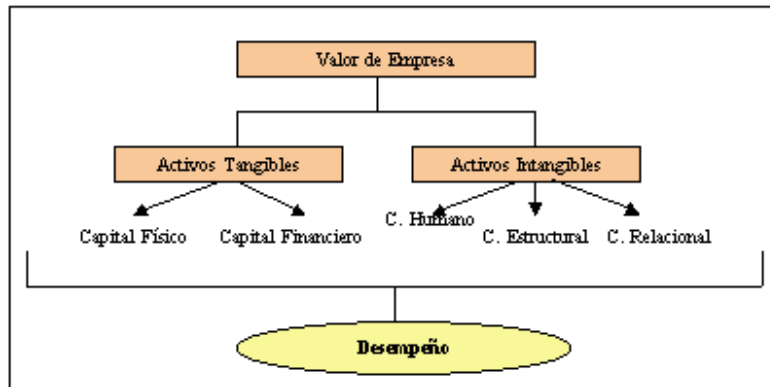 Valor de Empresa
Activos Tangibles
Activos Intangibles
Capital Físico
Capital Financiero
C. Humano
C. Estructural
C. Relacional
Desempeño